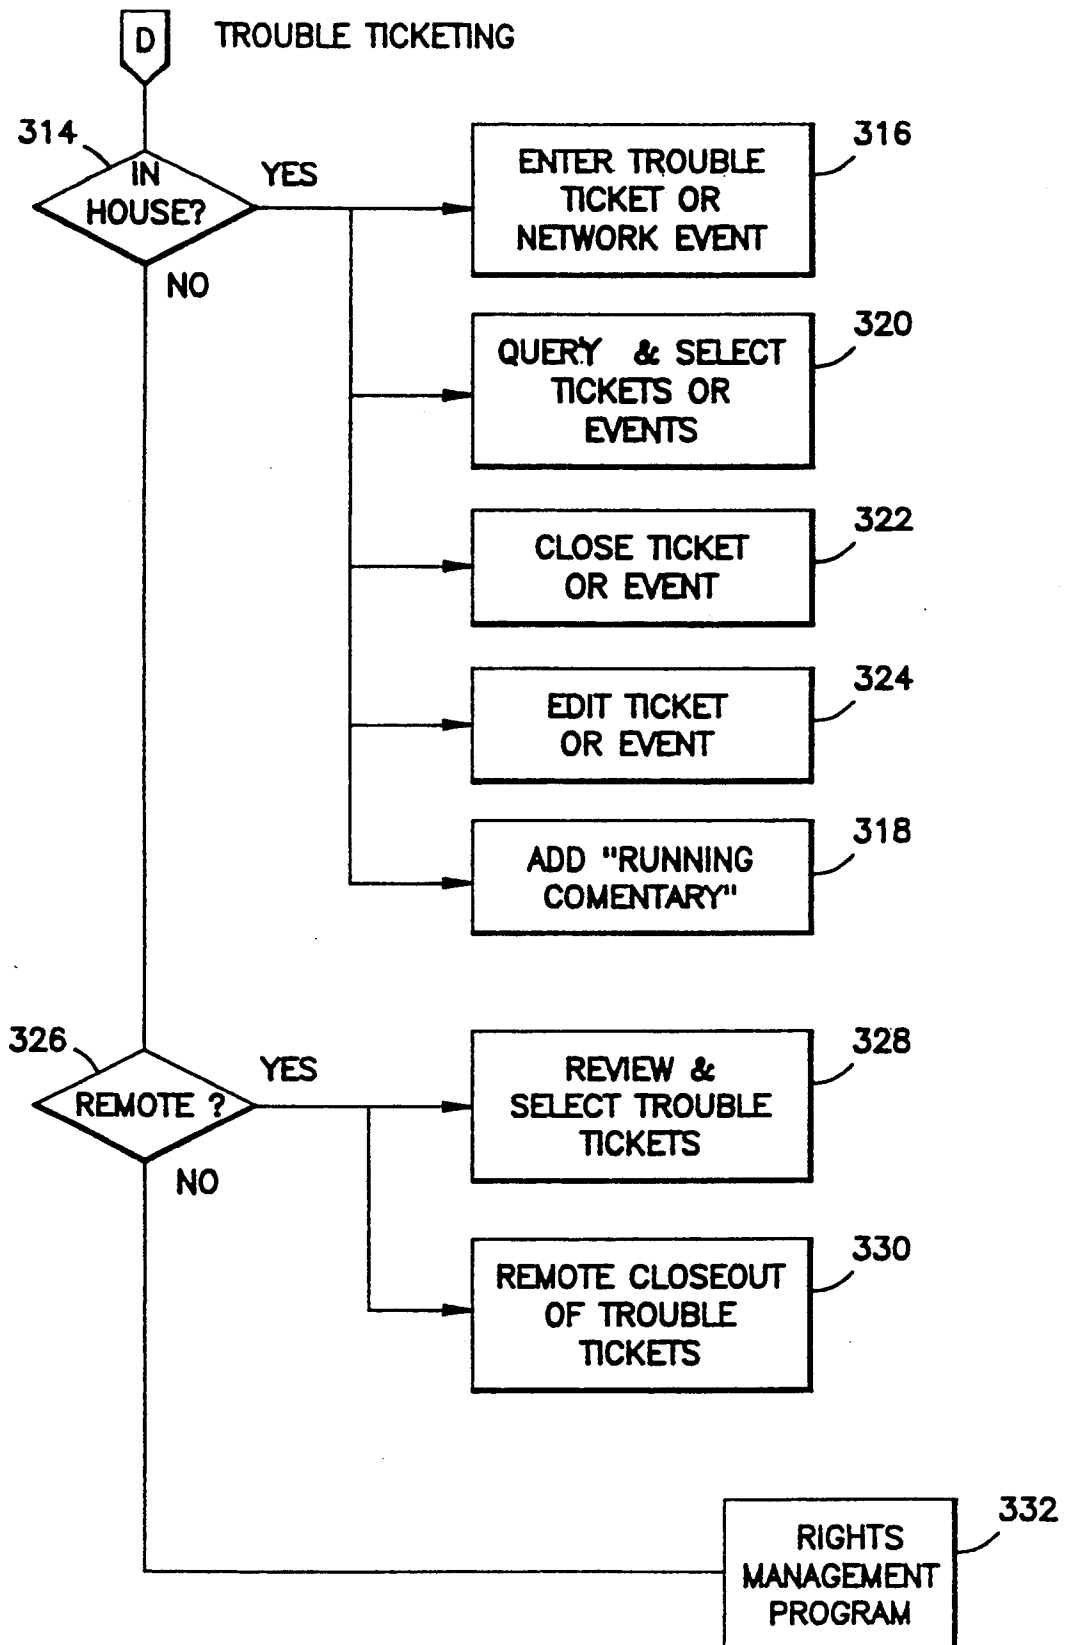 D TROUBLE TICKETING
314
IN
HOUSE?
YES
NO
316
ENTER TROUBLE
TICKET OR
NETWORK EVENT
320
QUERY & SELECT
TICKETS OR
EVENTS
322
CLOSE TICKET
OR EVENT
324
EDIT TICKET
OR EVENT
318
ADD "RUNNING
COMENTARY"
326
REMOTE ?
YES
NO
328
REVIEW &
SELECT TROUBLE
TICKETS
330
REMOTE CLOSEOUT
OF TROUBLE
TICKETS
332
RIGHTS
MANAGEMENT
PROGRAM